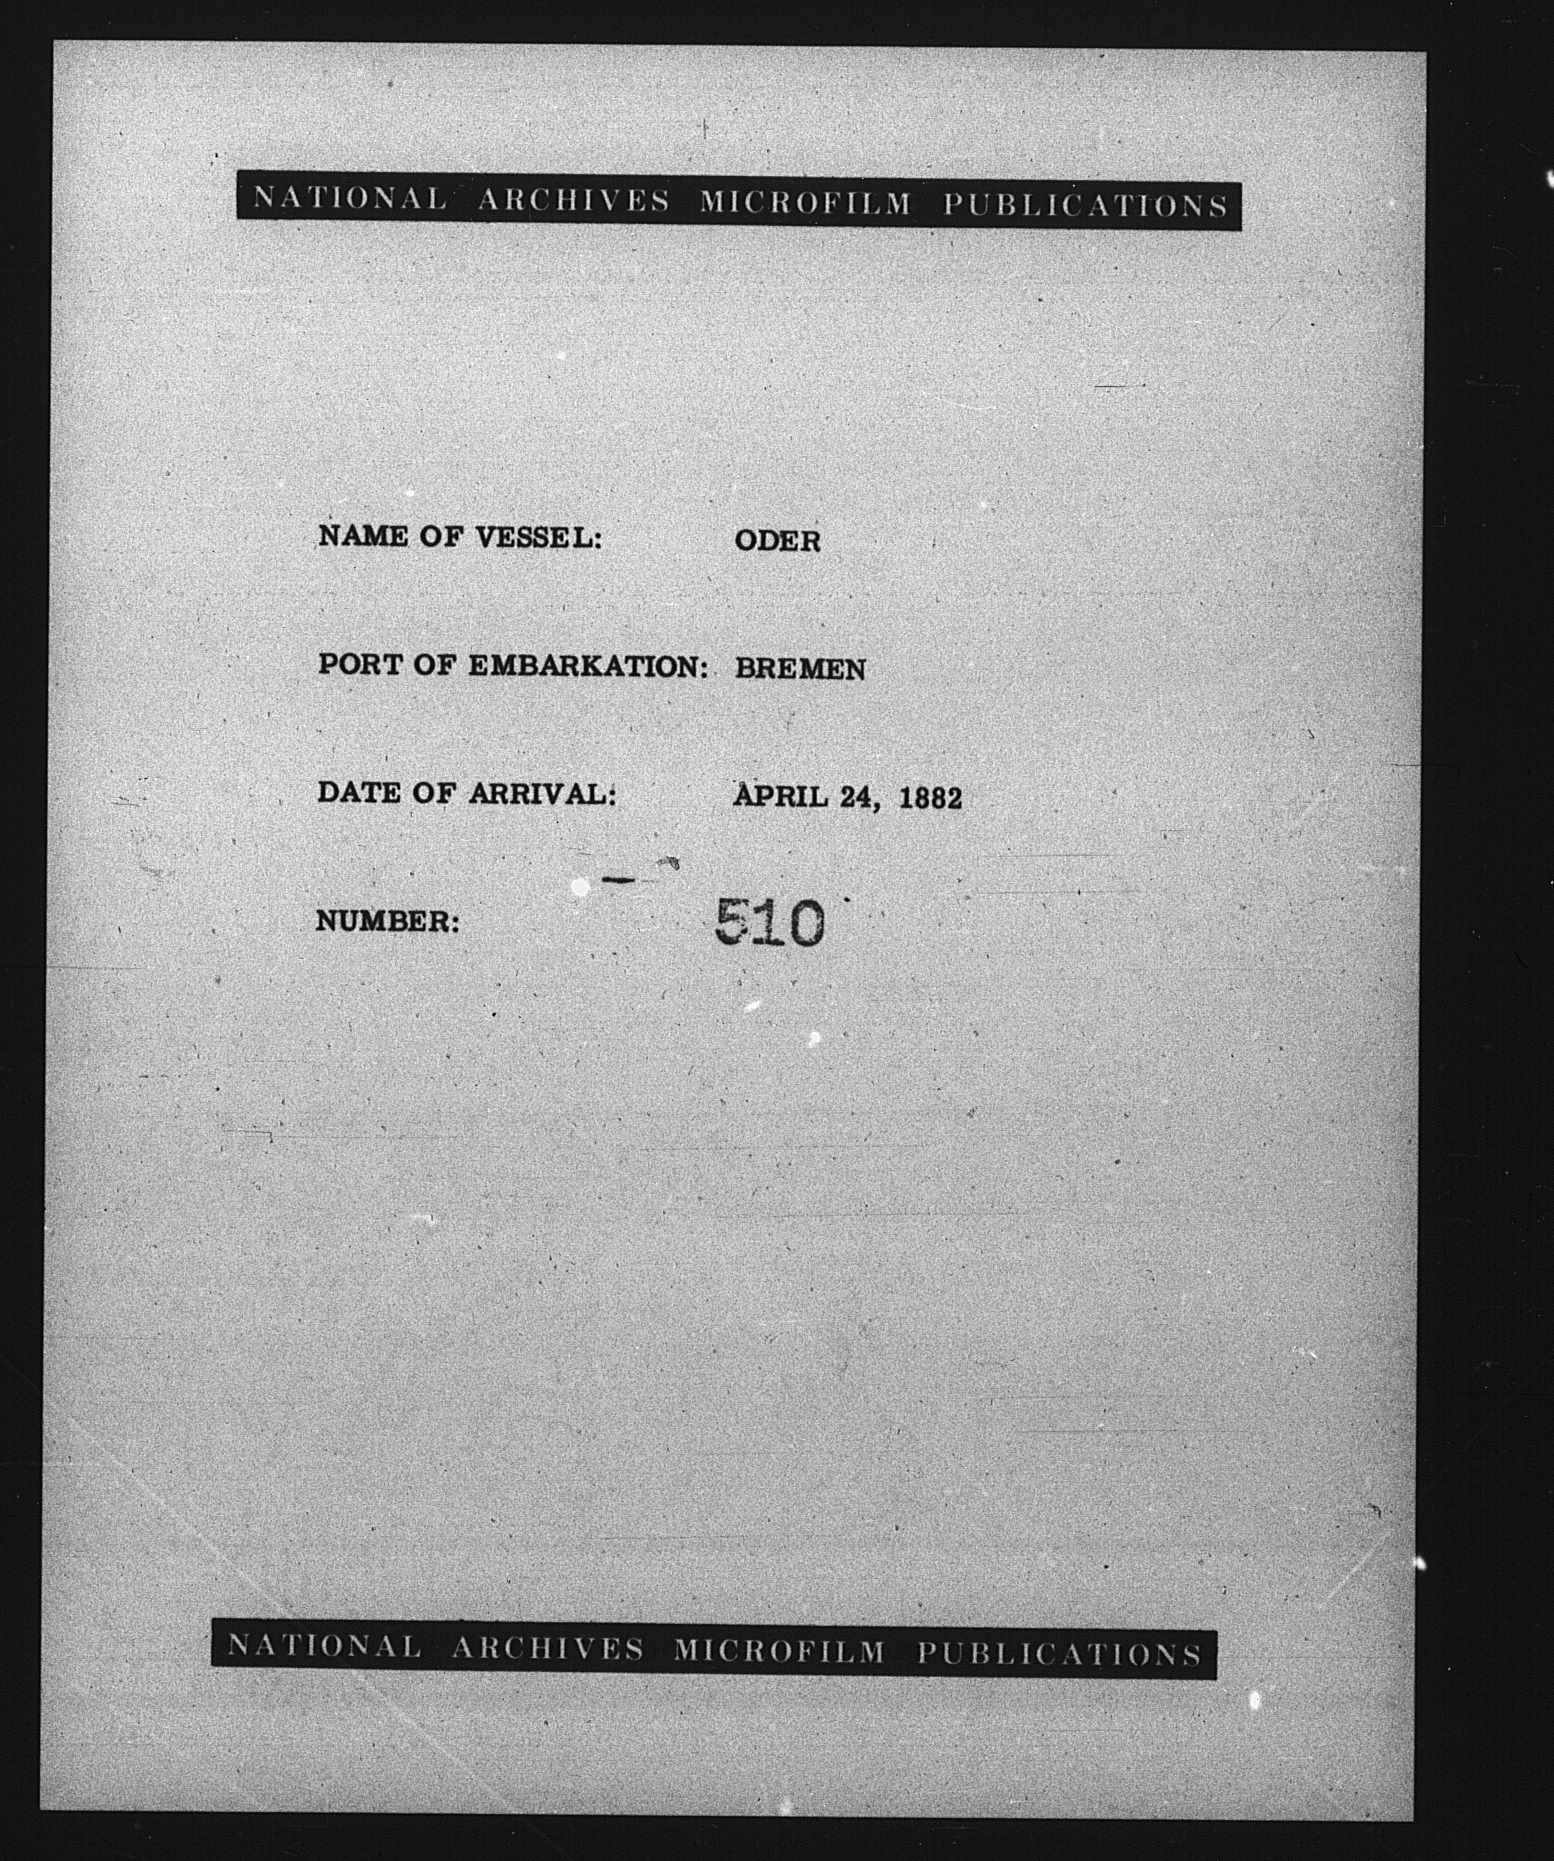 NATIONAL ARCHIVES MICROFILM PUBLICATIONS
NAME OF VESSEL: ODER
PORT OF EMBARKATION: BREMEN
DATE OF ARRIVAL: APRIL 24, 1882
NUMBER: 510
NATIONAL ARCHIVES MICROFILM PUBLICATIONS